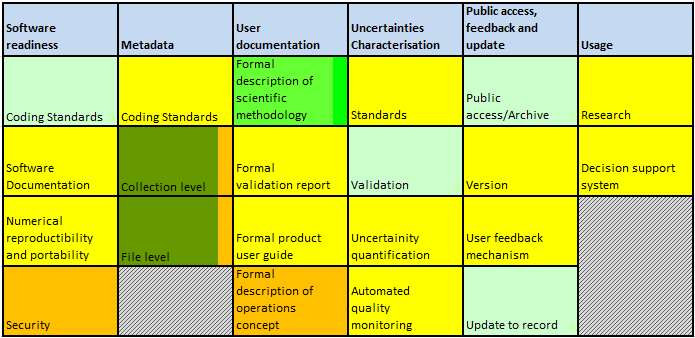 Software
readiness
Metadata
User
documentation
Uncertainties
Characterisation
Public access,
feedback and
update
Usage
Coding Standards
Coding Standards
Formal
description of
scientific
methodology
Standards
Public
access/Archive
Research
Software
Documentation
Collection level
Formal
validation report
Validation
Version
Decision support
system
Numerical
reproductibility
and portability
File level
Formal product
user guide
Uncertainity
quantification
User feedback
mechanism
Security
Formal
description of
operations
concept
Automated
quality
monitoring
Update to record